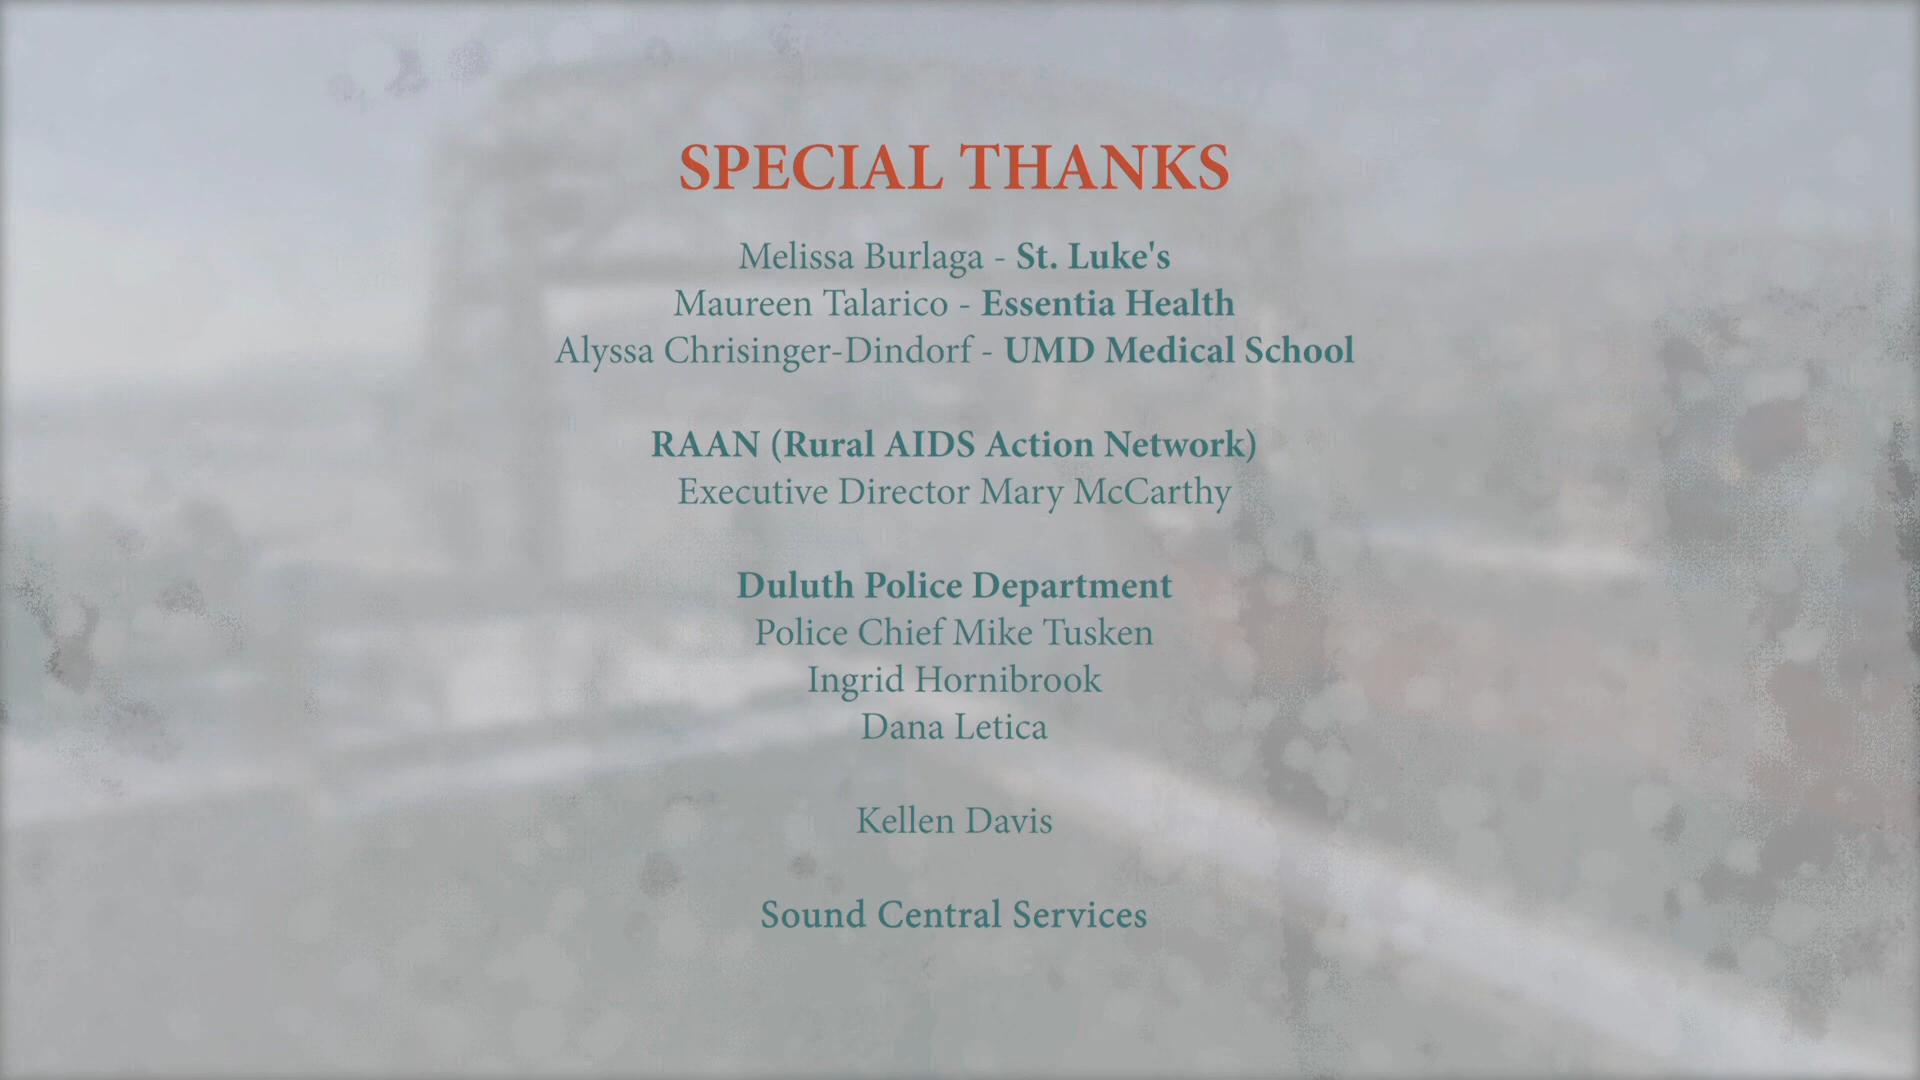 SPECIAL THANKS
Melissa Burlaga - St. Luke's
Maureen Talarico - Essentia Health
Alyssa Chrisinger-Dindorf - UMD Medical School
RAAN (Rural AIDS Action Network)
Executive Director Mary McCarthy
Duluth Police Department
Police Chief Mike Tusken
Ingrid Hornibrook
Dana Letica
Kellen Davis
Sound Central Services